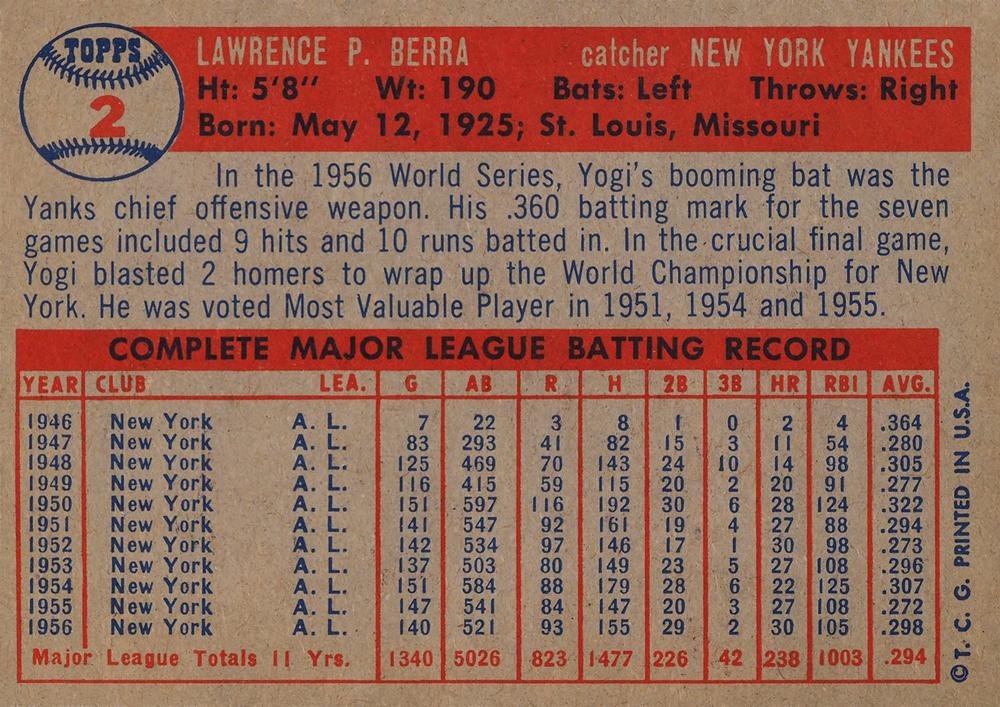 TOPPS
2
LAWRENCE P. BERRA catcher NEW YORK YANKEES
Ht: 5'8" Wt: 190 Bats: Left Throws: Right
Born: May 12, 1925; St. Louis, Missouri
In the 1956 World Series, Yogi's booming bat was the
Yanks chief offensive weapon. His .360 batting mark for the seven
games included 9 hits and 10 runs batted in. In the crucial final game,
Yogi blasted 2 homers to wrap up the World Championship for New
York. He was voted Most Valuable Player in 1951, 1954 and 1955.
COMPLETE MAJOR LEAGUE BATTING RECORD
YEAR CLUB LEA. G AB R H 2B 3B HR RBI AVG.
1946 New York A. L. 7 22 3 8 1 0 2 4 .364
1947 New York A. L. 83 293 41 82 15 3 11 54 .280
1948 New York A. L. 125 469 70 143 24 10 14 98 .305
1949 New York A. L. 116 415 59 115 20 2 20 91 .277
1950 New York A. L. 151 597 116 192 30 6 28 124 .322
1951 New York A. L. 141 547 92 161 19 4 27 88 .294
1952 New York A. L. 142 534 97 146 17 1 30 98 .273
1953 New York A. L. 137 503 80 149 23 5 27 108 .296
1954 New York A. L. 151 584 88 179 28 6 22 125 .307
1955 New York A. L. 147 541 84 147 20 3 27 108 .272
1956 New York A. L. 140 521 93 155 29 2 30 105 .298
Major League Totals 11 Yrs. 1340 5026 823 1477 226 42 238 1003 .294
© T. C. G. PRINTED IN U.S.A.